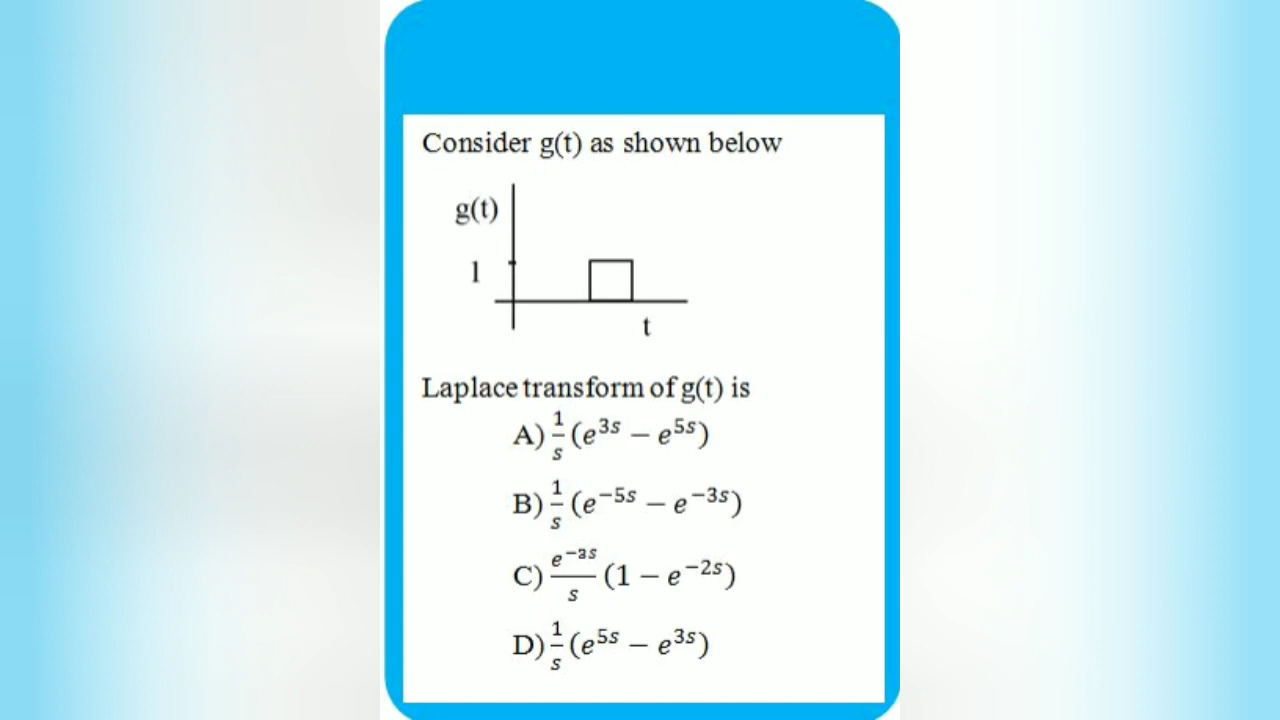 Consider g(t) as shown below
g(t)
1
t
Laplace transform of g(t) is
A) 1/s (e^{3s} − e^{5s})
B) 1/s (e^{−5s} − e^{−3s})
C) e^{−3s}/s (1 − e^{−2s})
D) 1/s (e^{5s} − e^{3s})